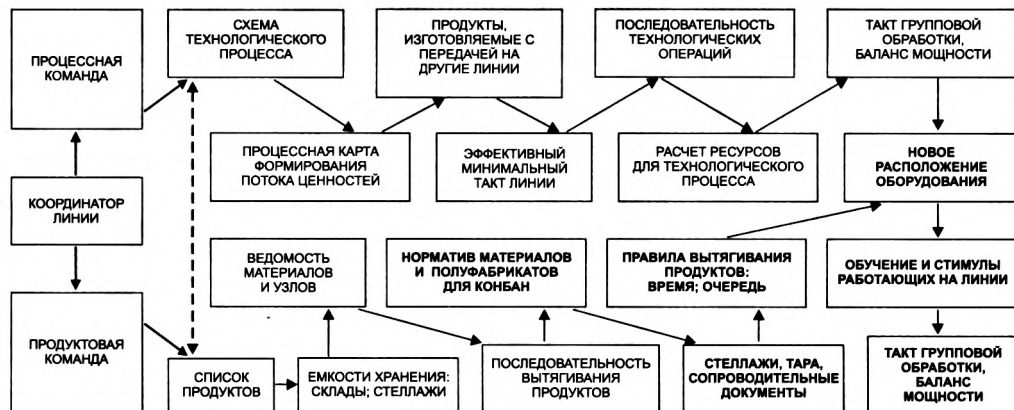 ПРОЦЕССНАЯ
КОМАНДА
СХЕМА
ТЕХНОЛОГИЧЕСКОГО
ПРОЦЕССА
ПРОДУКТЫ,
ИЗГОТОВЛЯЕМЫЕ С
ПЕРЕДАЧЕЙ НА
ДРУГИЕ ЛИНИИ
ПОСЛЕДОВАТЕЛЬНОСТЬ
ТЕХНОЛОГИЧЕСКИХ
ОПЕРАЦИЙ
ТАКТ ГРУППОВОЙ
ОБРАБОТКИ,
БАЛАНС МОЩНОСТИ
ПРОЦЕССНАЯ КАРТА
ФОРМИРОВАНИЯ
ПОТОКА ЦЕННОСТЕЙ
ЭФФЕКТИВНЫЙ
МИНИМАЛЬНЫЙ
ТАКТ ЛИНИИ
РАСЧЕТ РЕСУРСОВ
ДЛЯ ТЕХНОЛОГИЧЕСКОГО
ПРОЦЕССА
НОВОЕ
РАСПОЛОЖЕНИЕ
ОБОРУДОВАНИЯ
КООРДИНАТОР
ЛИНИИ
ВЕДОМОСТЬ
МАТЕРИАЛОВ
И УЗЛОВ
НОРМАТИВ МАТЕРИАЛОВ
И ПОЛУФАБРИКАТОВ
ДЛЯ КОНБАН
ПРАВИЛА ВЫТЯГИВАНИЯ
ПРОДУКТОВ:
ВРЕМЯ; ОЧЕРЕДЬ
ОБУЧЕНИЕ И СТИМУЛЫ
РАБОТАЮЩИХ НА ЛИНИИ
ПРОДУКТОВАЯ
КОМАНДА
СПИСОК
ПРОДУКТОВ
ЕМКОСТИ ХРАНЕНИЯ:
СКЛАДЫ; СТЕЛЛАЖИ
ПОСЛЕДОВАТЕЛЬНОСТЬ
ВЫТЯГИВАНИЯ
ПРОДУКТОВ
СТЕЛЛАЖИ, ТАРА,
СОПРОВОДИТЕЛЬНЫЕ
ДОКУМЕНТЫ
ТАКТ ГРУППОВОЙ
ОБРАБОТКИ,
БАЛАНС
МОЩНОСТИ